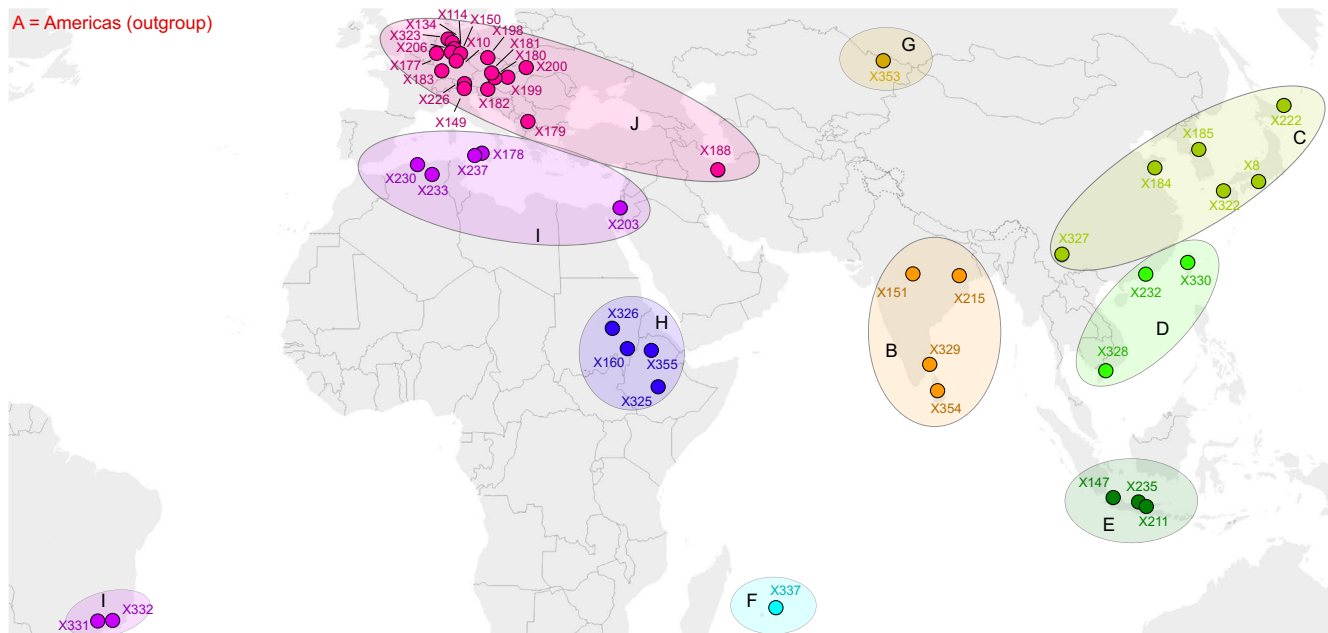 A = Americas (outgroup)
X114
X150
X134
X198
X323
X10
X181
X206
X180
X200
X177
X183
X199
X226
X182
X149
X179
J
X188
G
X353
X222
X185
C
X184
X8
X322
X327
X178
X237
X230
X233
X203
I
X232
X330
D
X328
X151
X215
B
X329
X354
X326
H
X160
X355
X325
X147
X235
X211
E
I
X332
X331
F
X337